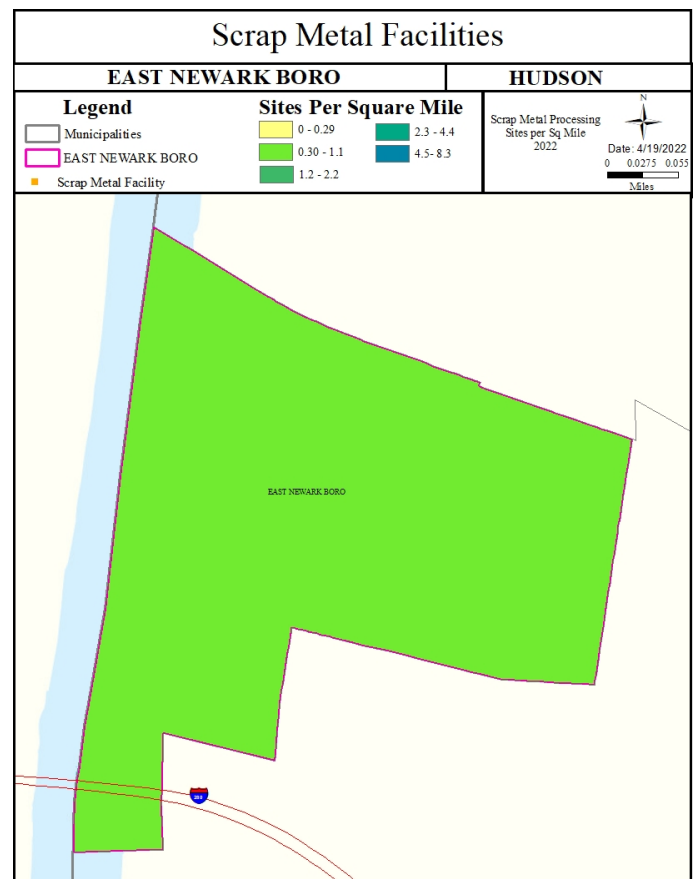 Scrap Metal Facilities
EAST NEWARK BORO
HUDSON
Legend
Municipalities
EAST NEWARK BORO
Scrap Metal Facility
Sites Per Square Mile
0 - 0.29
0.30 - 1.1
1.2 - 2.2
2.3 - 4.4
4.5- 8.3
Scrap Metal Processing
Sites per Sq Mile
2022
N
Date: 4/19/2022
0 0.0275 0.055
Miles
EAST NEWARK BORO
280